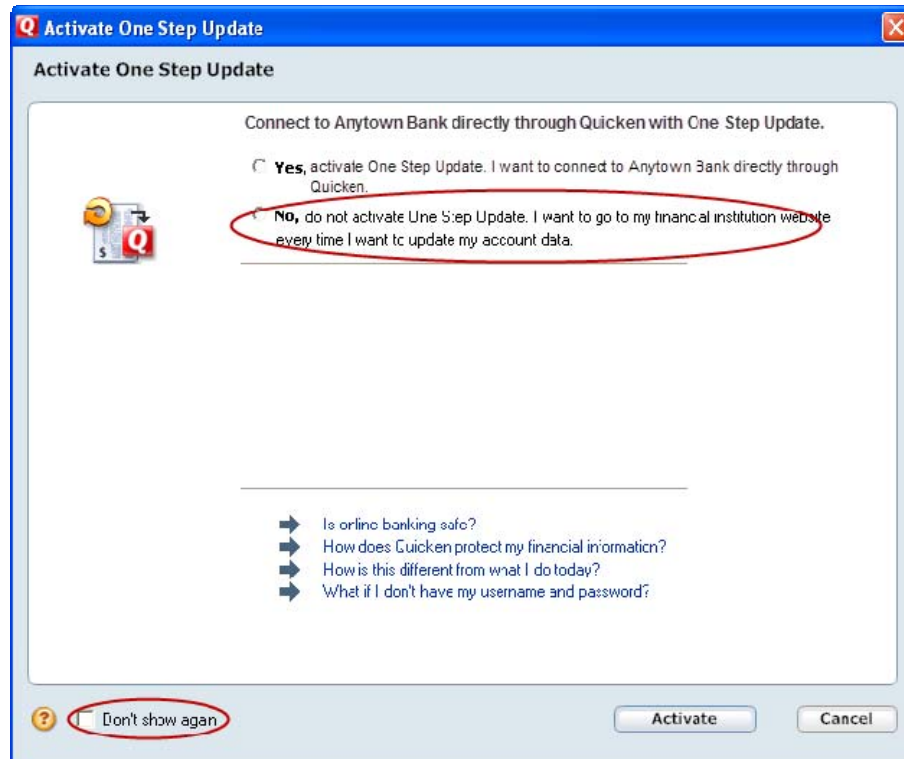 Activate One Step Update
Activate One Step Update
Connect to Anytown Bank directly through Quicken with One Step Update.
Yes, activate One Step Update. I want to connect to Anytown Bank directly through
Quicken.
No, do not activate One Step Update. I want to go to my financial institution website
every time I want to update my account data.
Is online banking safe?
How does Quicken protect my financial information?
How is this different from what I do today?
What if I don't have my username and password?
? Don't show again
Activate
Cancel